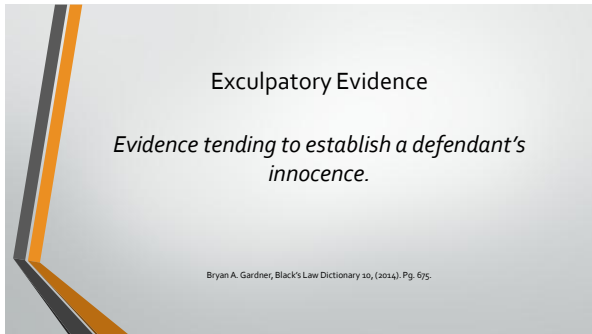 Exculpatory Evidence
Evidence tending to establish a defendant's
innocence.
Bryan A. Gardner, Black's Law Dictionary 10, (2014). Pg. 675.